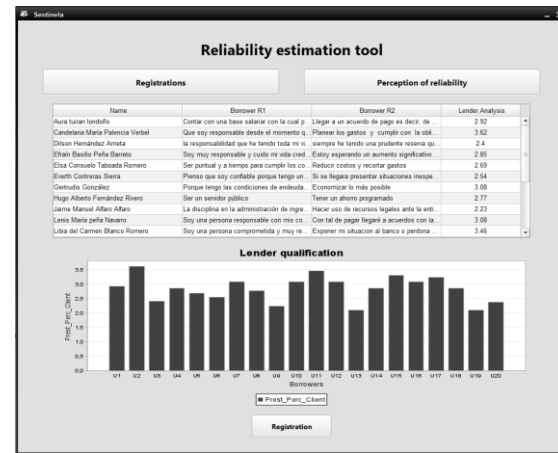 Sentinela
Reliability estimation tool
Registrations Perception of reliability
Name Borrower R1 Borrower R2 Lender Analysis
Aura tuiran londoño Contar con una base salariar con la cual p... Llegar a un acuerdo de pago es decir, de ... 2.92
Candelaria María Palencia Verbel Que soy responsable desde el momento q... Planear los gastos y cumplir con la obli... 3.62
Dilson Hernández Arrieta la responsabilidad que he tenido toda mi vi... siempre he tenido una prudente reserva qu... 2.4
Efraín Basilio Peña Barreto Soy muy responsable y cuido mi vida cred... Estoy esperando un aumento significativo ... 2.85
Elsa Consuelo Taboada Romero Ser puntual y a tiempo para cumplir los co... Reducir costos y recortar gastos 2.69
Everth Contreras Sierra Pienso que soy confiable porque tengo un... Si se llegara presentar situaciones inespe... 2.54
Gertrudis González Porque tengo las condiciones de endeuda... Economizar lo más posible 3.08
Hugo Alberto Fernández Rivero Ser un servidor público Tener un ahorro programado 2.77
Jaime Manuel Alfaro Alfaro La disciplina en la administración de ingre... Hacer uso de recursos legales ante la enti... 2.23
Lenis María peña Navarro Soy una persona responsable con mis co... Con tal de pagar llegaré a acuerdos con la... 3.08
Libia del Carmen Blanco Romero Soy una persona comprometida y muy re... Exponer mi situacion al banco o perdona ... 3.46
Lender qualification
Prest_Perc_Client
3.5
3.0
2.5
2.0
1.5
1.0
0.5
0.0
U1 U2 U3 U4 U5 U6 U7 U8 U9 U10 U11 U12 U13 U14 U15 U16 U17 U18 U19 U20
Borrowers
Prest_Perc_Client
Registration